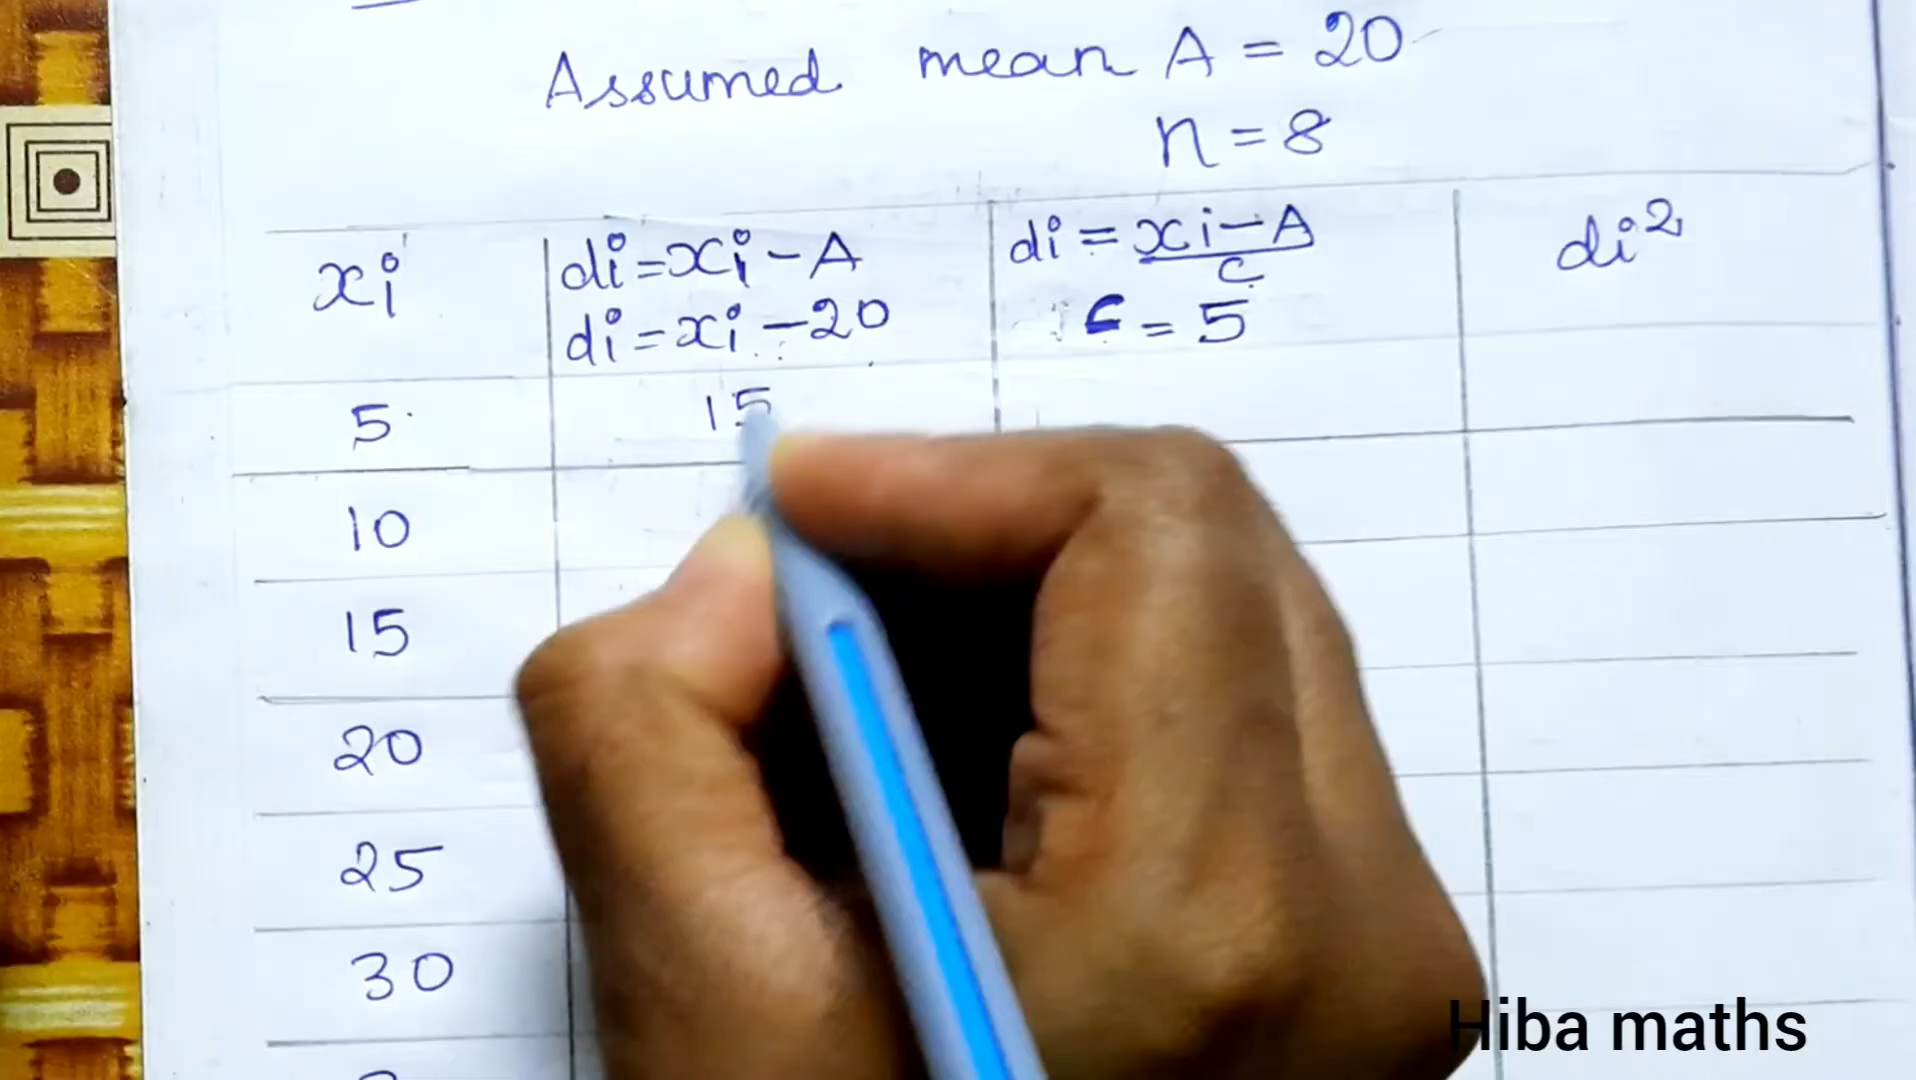 Assumed mean A = 20
n = 8
xi
di = xi - A
di = xi - 20
di = xi - A / c
c = 5
di²
5 15
10
15
20
25
30
Hiba maths